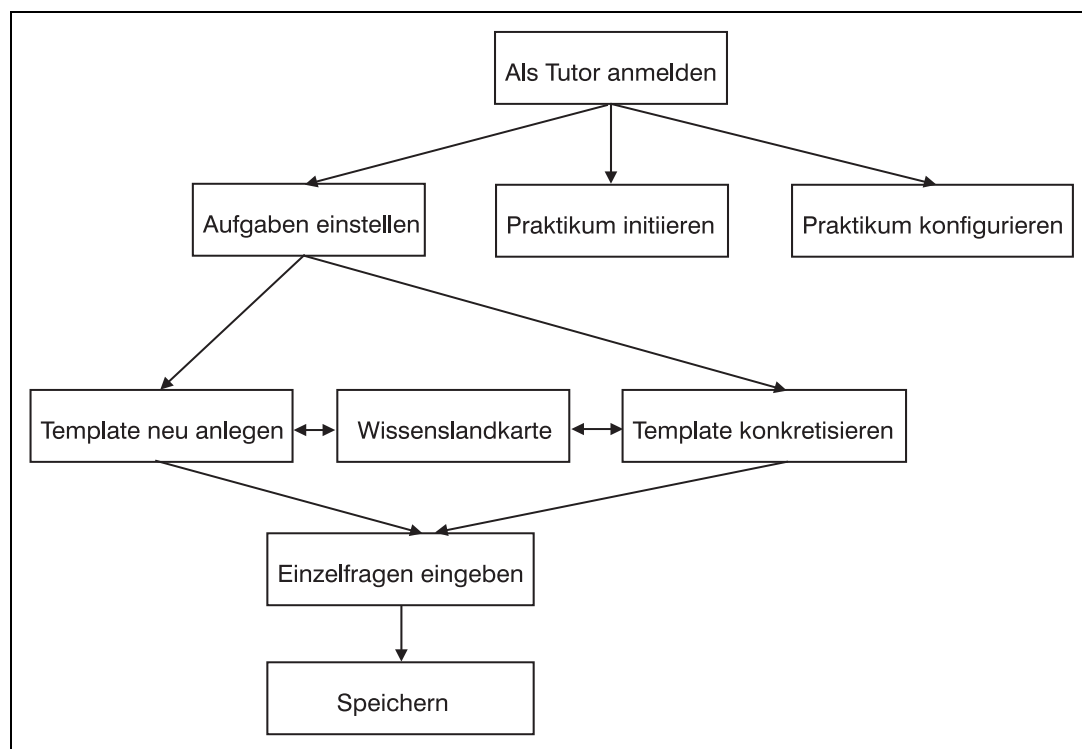 Als Tutor anmelden
Aufgaben einstellen
Praktikum initiieren
Praktikum konfigurieren
Template neu anlegen
Wissenslandkarte
Template konkretisieren
Einzelfragen eingeben
Speichern